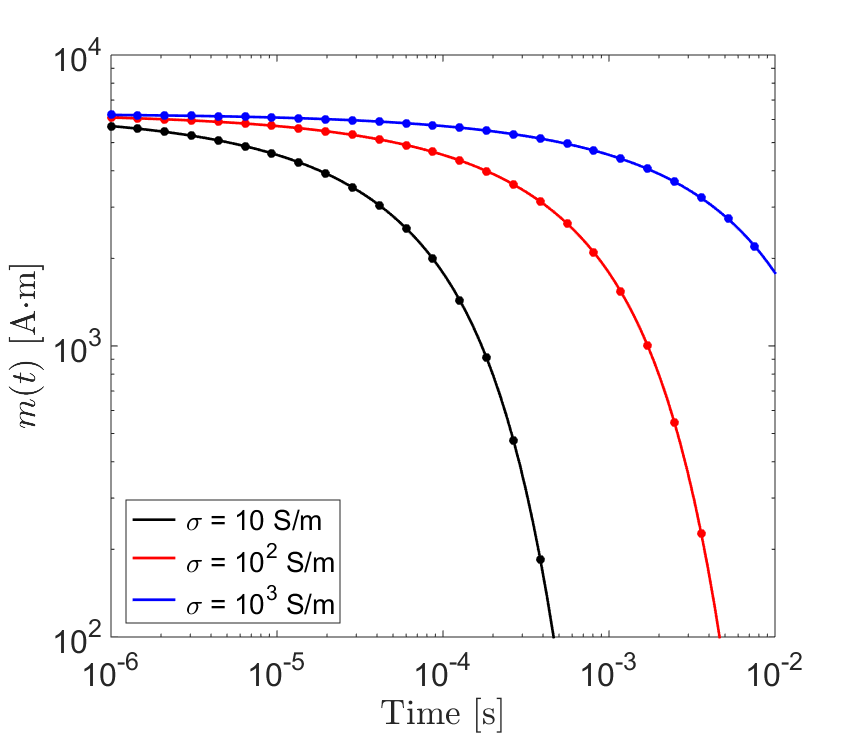 10^4
10^3
10^2
m(t) [A·m]
σ = 10 S/m
σ = 10^2 S/m
σ = 10^3 S/m
10^-6 10^-5 10^-4 10^-3 10^-2
Time [s]